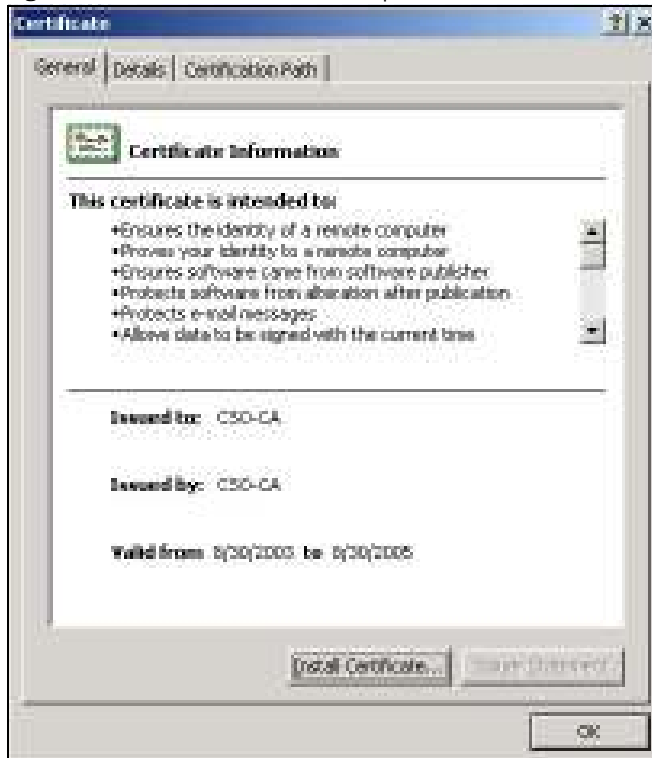 Certificate
General Details Certification Path
Certificate Information
This certificate is intended to:
•Ensures the identity of a remote computer
•Proves your identity to a remote computer
•Ensures software came from software publisher
•Protects software from alteration after publication
•Protects e-mail messages
•Allows data to be signed with the current time
Issued to: CSO-CA
Issued by: CSO-CA
Valid from 8/30/2003 to 8/30/2005
Install Certificate...
OK